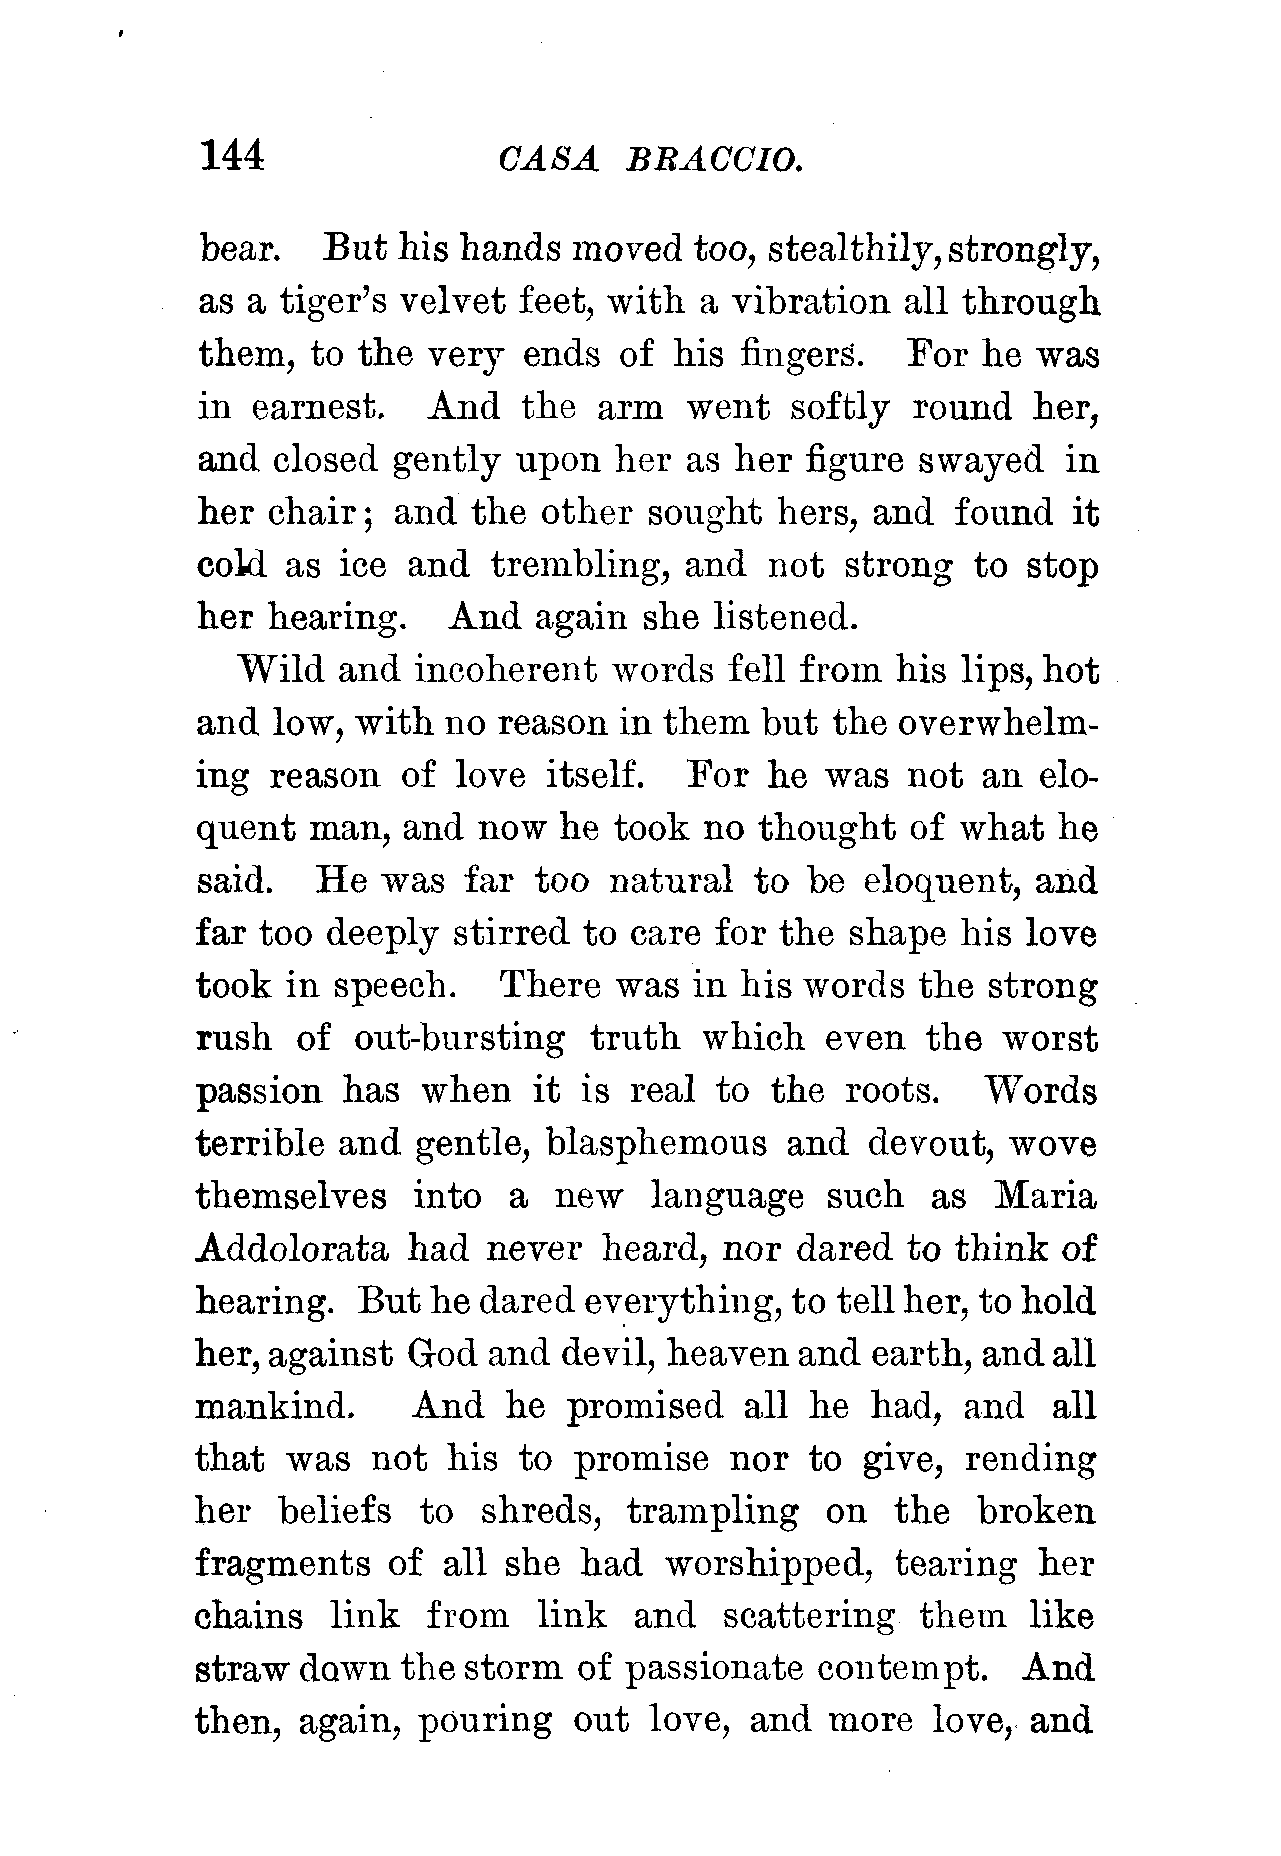 144 CASA BRACCIO.
bear. But his hands moved too, stealthily, strongly,
as a tiger's velvet feet, with a vibration all through
them, to the very ends of his fingers. For he was
in earnest. And the arm went softly round her,
and closed gently upon her as her figure swayed in
her chair; and the other sought hers, and found it
cold as ice and trembling, and not strong to stop
her hearing. And again she listened.
Wild and incoherent words fell from his lips, hot
and low, with no reason in them but the overwhelm-
ing reason of love itself. For he was not an elo-
quent man, and now he took no thought of what he
said. He was far too natural to be eloquent, and
far too deeply stirred to care for the shape his love
took in speech. There was in his words the strong
rush of out-bursting truth which even the worst
passion has when it is real to the roots. Words
terrible and gentle, blasphemous and devout, wove
themselves into a new language such as Maria
Addolorata had never heard, nor dared to think of
hearing. But he dared everything, to tell her, to hold
her, against God and devil, heaven and earth, and all
mankind. And he promised all he had, and all
that was not his to promise nor to give, rending
her beliefs to shreds, trampling on the broken
fragments of all she had worshipped, tearing her
chains link from link and scattering them like
straw down the storm of passionate contempt. And
then, again, pouring out love, and more love, and